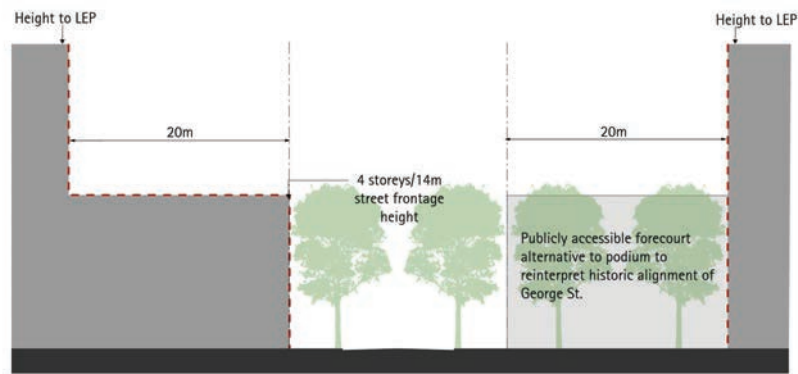 Height to LEP
Height to LEP
20m
20m
4 storeys/14m
street frontage
height
Publicly accessible forecourt
alternative to podium to
reinterpret historic alignment of
George St.